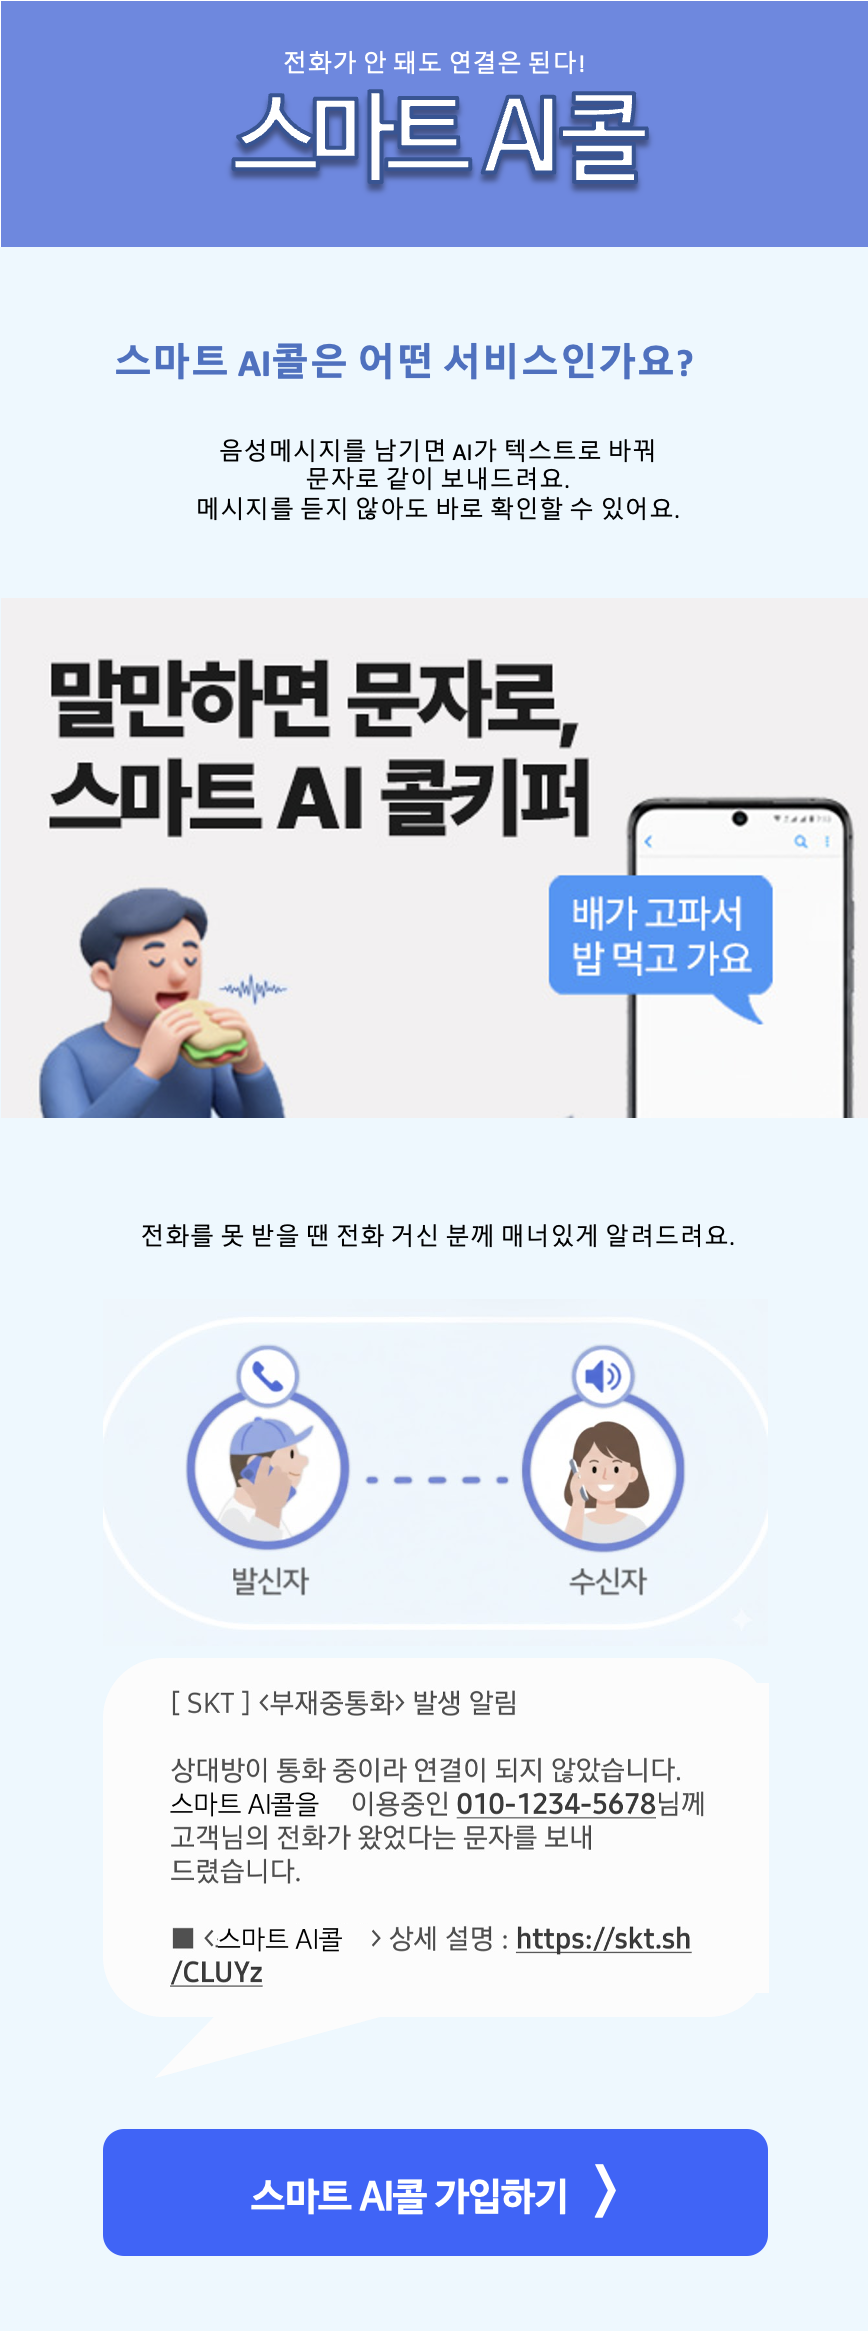 전화가 안 돼도 연결은 된다!
스마트 AI콜
스마트 AI콜은 어떤 서비스인가요?
음성메시지를 남기면 AI가 텍스트로 바꿔
문자로 같이 보내드려요.
메시지를 듣지 않아도 바로 확인할 수 있어요.
말만하면 문자로,
스마트 AI 콜키퍼
배가 고파서
밥 먹고 가요
전화를 못 받을 땐 전화 거신 분께 매너있게 알려드려요.
발신자
수신자
[ SKT ] <부재중통화> 발생 알림
상대방이 통화 중이라 연결이 되지 않았습니다.
스마트 AI콜을 이용중인 010-1234-5678님께
고객님의 전화가 왔었다는 문자를 보내
드렸습니다.
■ <스마트 AI콜 > 상세 설명 : https://skt.sh
/CLUYz
스마트 AI콜 가입하기 〉